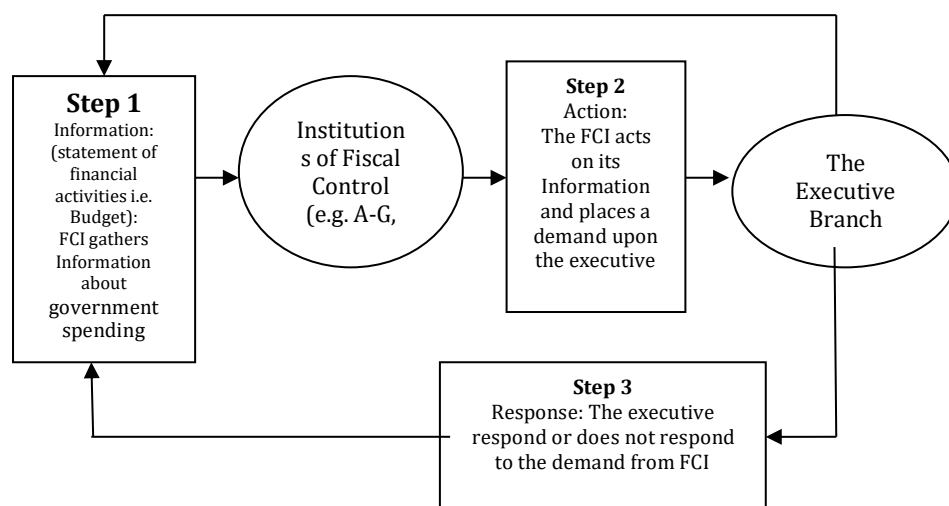 Step 1
Information:
(statement of
financial
activities i.e.
Budget):
FCI gathers
Information
about
government
spending
Institution
s of Fiscal
Control
(e.g. A-G,
Step 2
Action:
The FCI acts
on its
Information
and places a
demand upon
the executive
The
Executive
Branch
Step 3
Response: The executive
respond or does not respond
to the demand from FCI